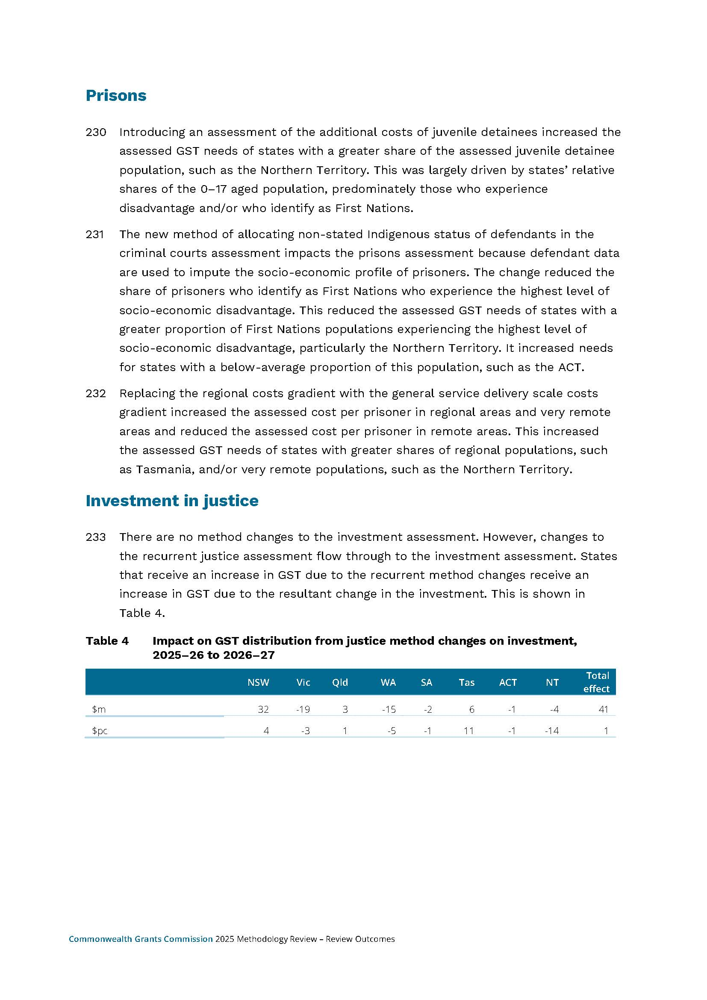 Prisons
230 Introducing an assessment of the additional costs of juvenile detainees increased the
assessed GST needs of states with a greater share of the assessed juvenile detainee
population, such as the Northern Territory. This was largely driven by states’ relative
shares of the 0–17 aged population, predominately those who experience
disadvantage and/or who identify as First Nations.
231 The new method of allocating non-stated Indigenous status of defendants in the
criminal courts assessment impacts the prisons assessment because defendant data
are used to impute the socio-economic profile of prisoners. The change reduced the
share of prisoners who identify as First Nations who experience the highest level of
socio-economic disadvantage. This reduced the assessed GST needs of states with a
greater proportion of First Nations populations experiencing the highest level of
socio-economic disadvantage, particularly the Northern Territory. It increased needs
for states with a below-average proportion of this population, such as the ACT.
232 Replacing the regional costs gradient with the general service delivery scale costs
gradient increased the assessed cost per prisoner in regional areas and very remote
areas and reduced the assessed cost per prisoner in remote areas. This increased
the assessed GST needs of states with greater shares of regional populations, such
as Tasmania, and/or very remote populations, such as the Northern Territory.
Investment in justice
233 There are no method changes to the investment assessment. However, changes to
the recurrent justice assessment flow through to the investment assessment. States
that receive an increase in GST due to the recurrent method changes receive an
increase in GST due to the resultant change in the investment. This is shown in
Table 4.
Table 4 Impact on GST distribution from justice method changes on investment,
2025–26 to 2026–27
NSW Vic Qld WA SA Tas ACT NT Total
effect
$m 32 -19 3 -15 -2 6 -1 -4 41
$pc 4 -3 1 -5 -1 11 -1 -14 1
Commonwealth Grants Commission 2025 Methodology Review – Review Outcomes